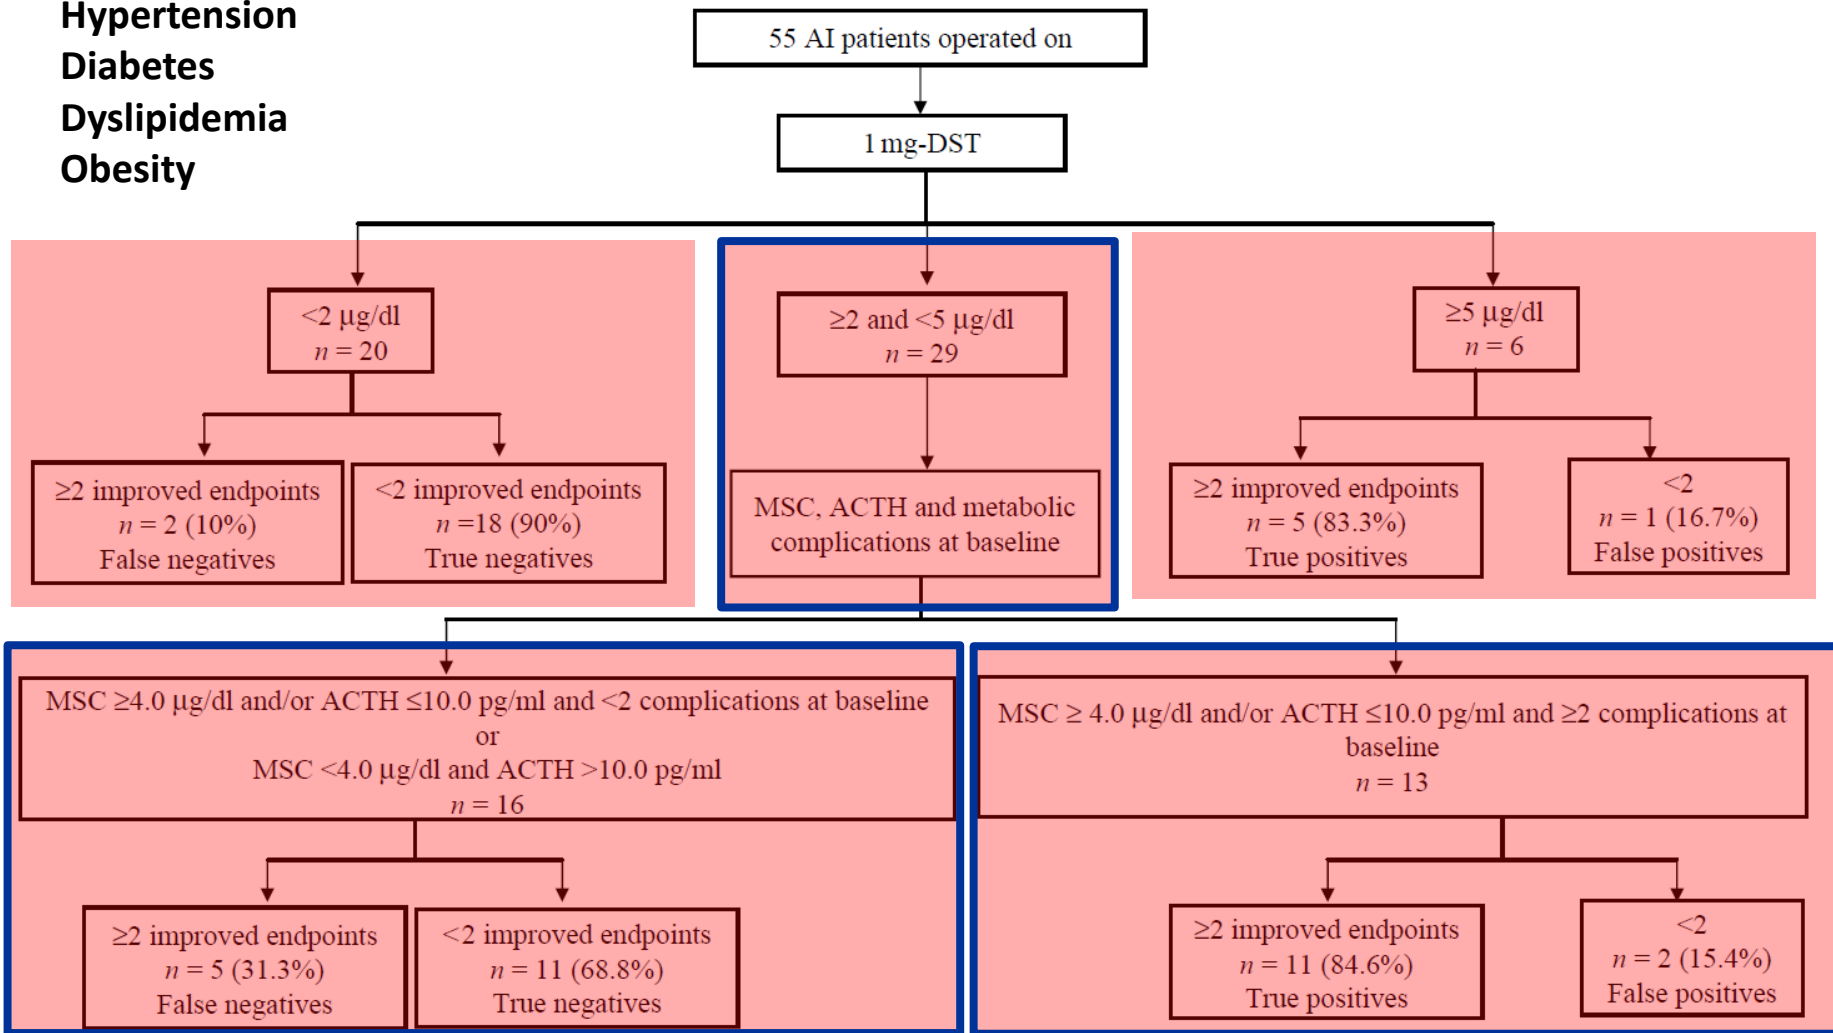 Hypertension
Diabetes
Dyslipidemia
Obesity
55 AI patients operated on
1 mg-DST
<2 µg/dl
n = 20
≥2 and <5 µg/dl
n = 29
≥5 µg/dl
n = 6
≥2 improved endpoints
n = 2 (10%)
False negatives
<2 improved endpoints
n =18 (90%)
True negatives
MSC, ACTH and metabolic
complications at baseline
≥2 improved endpoints
n = 5 (83.3%)
True positives
<2
n = 1 (16.7%)
False positives
MSC ≥4.0 µg/dl and/or ACTH ≤10.0 pg/ml and <2 complications at baseline
or
MSC <4.0 µg/dl and ACTH >10.0 pg/ml
n = 16
MSC ≥ 4.0 µg/dl and/or ACTH ≤10.0 pg/ml and ≥2 complications at
baseline
n = 13
≥2 improved endpoints
n = 5 (31.3%)
False negatives
<2 improved endpoints
n = 11 (68.8%)
True negatives
≥2 improved endpoints
n = 11 (84.6%)
True positives
<2
n = 2 (15.4%)
False positives